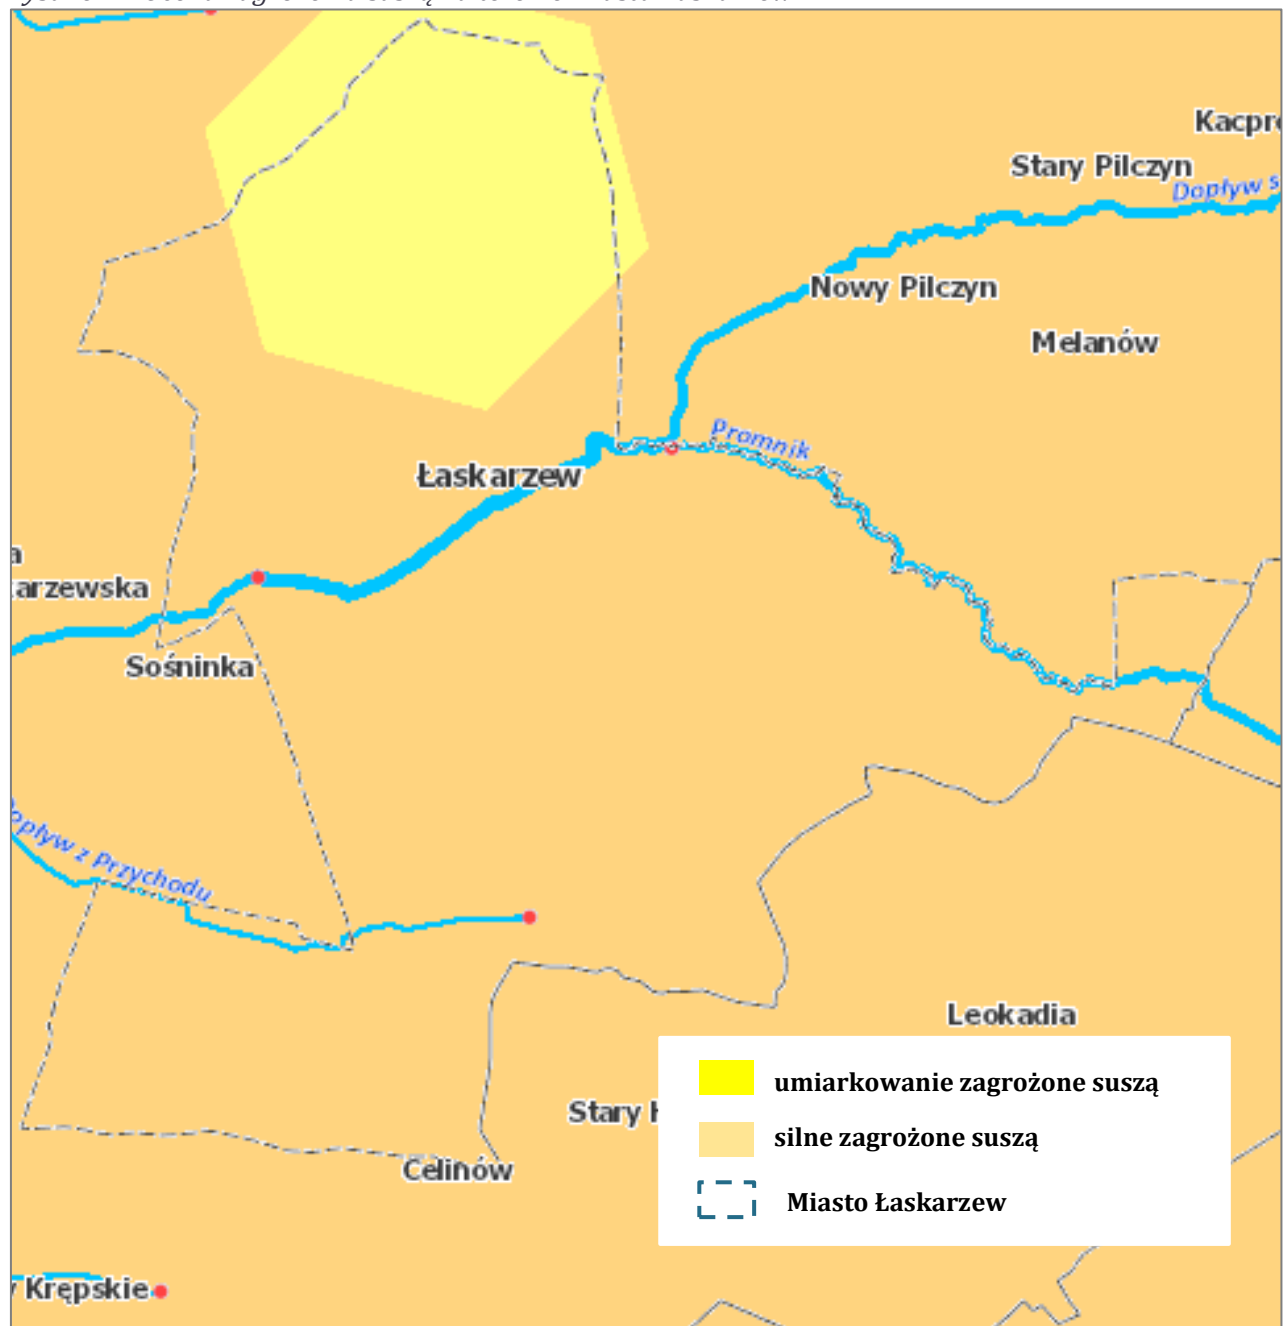 Kacpr
Stary Pilczyn
Dopływ s
Nowy Pilczyn
Melanów
Promnik
Łaskarzew
a
arzewska
Sośninka
Dopływ z Przychodu
Leokadia
umiarkowanie zagrożone suszą
Stary
silne zagrożone suszą
Celinów
Miasto Łaskarzew
Krępskie